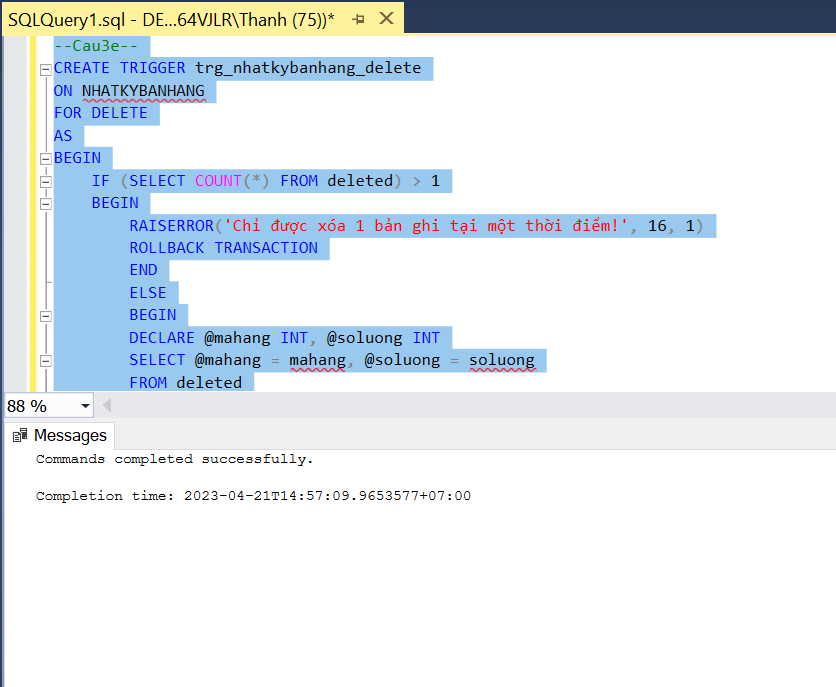 SQLQuery1.sql - DE...64VJLR\Thanh (75))*
--Cau3e--
CREATE TRIGGER trg_nhatkybanhang_delete
ON NHATKYBANHANG
FOR DELETE
AS
BEGIN
IF (SELECT COUNT(*) FROM deleted) > 1
BEGIN
RAISERROR('Chỉ được xóa 1 bản ghi tại một thời điểm!', 16, 1)
ROLLBACK TRANSACTION
END
ELSE
BEGIN
DECLARE @mahang INT, @soluong INT
SELECT @mahang = mahang, @soluong = soluong
FROM deleted
88 %
Messages
Commands completed successfully.
Completion time: 2023-04-21T14:57:09.9653577+07:00